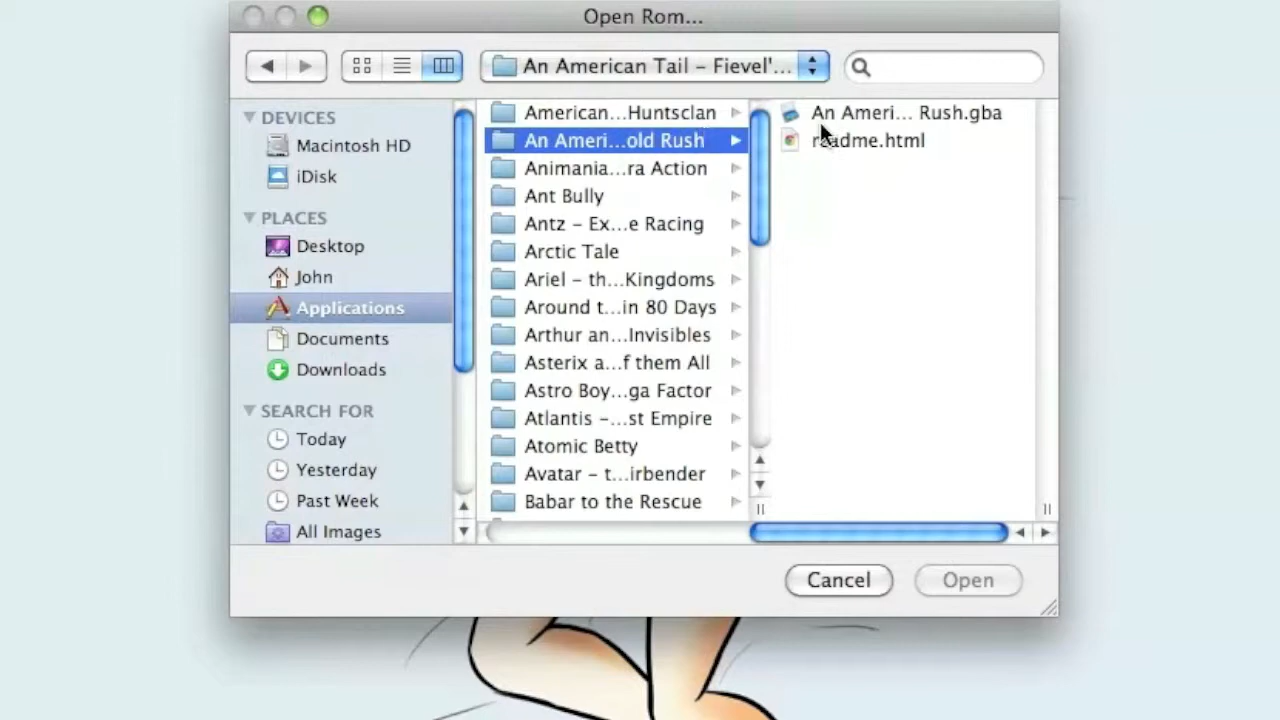 Open Rom...
An American Tail – Fievel'...
DEVICES
Macintosh HD
iDisk
PLACES
Desktop
John
Applications
Documents
Downloads
SEARCH FOR
Today
Yesterday
Past Week
All Images
American...Huntsclan
An Ameri...old Rush
Animania...ra Action
Ant Bully
Antz – Ex...e Racing
Arctic Tale
Ariel – th...Kingdoms
Around t...in 80 Days
Arthur an...Invisibles
Asterix a...f them All
Astro Boy...ga Factor
Atlantis –...st Empire
Atomic Betty
Avatar – t...irbender
Babar to the Rescue
An Ameri... Rush.gba
readme.html
Cancel
Open